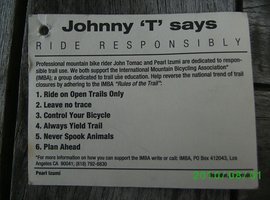 Johnny 'T' says
RIDE RESPONSIBLY
Professional mountain bike rider John Tomac and Pearl Izumi are dedicated to respon-
sible trail use. We both support the International Mountain Bicycling Association*
(IMBA); a group dedicated to trail use education. Help reverse the national trend of trail
closures by adhering to the IMBA "Rules of the Trail":
1. Ride on Open Trails Only
2. Leave no trace
3. Control Your Bicycle
4. Always Yield Trail
5. Never Spook Animals
6. Plan Ahead
*For more information on how you can support the IMBA write or call: IMBA, PO Box 412043, Los
Angeles CA 90041; (818) 792-8830
Pearl Izumi